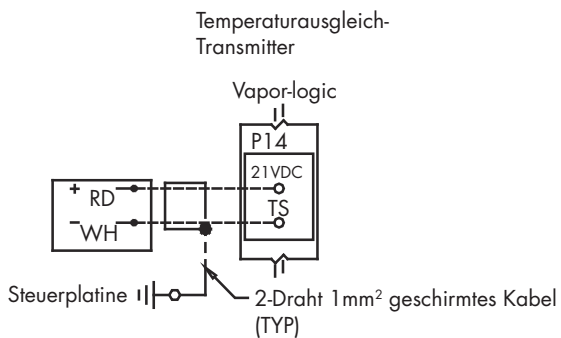 Temperaturausgleich-
Transmitter
Vapor-logic
P14
21VDC
+ RD
TS
− WH
Steuerplatine
2-Draht 1mm² geschirmtes Kabel
(TYP)